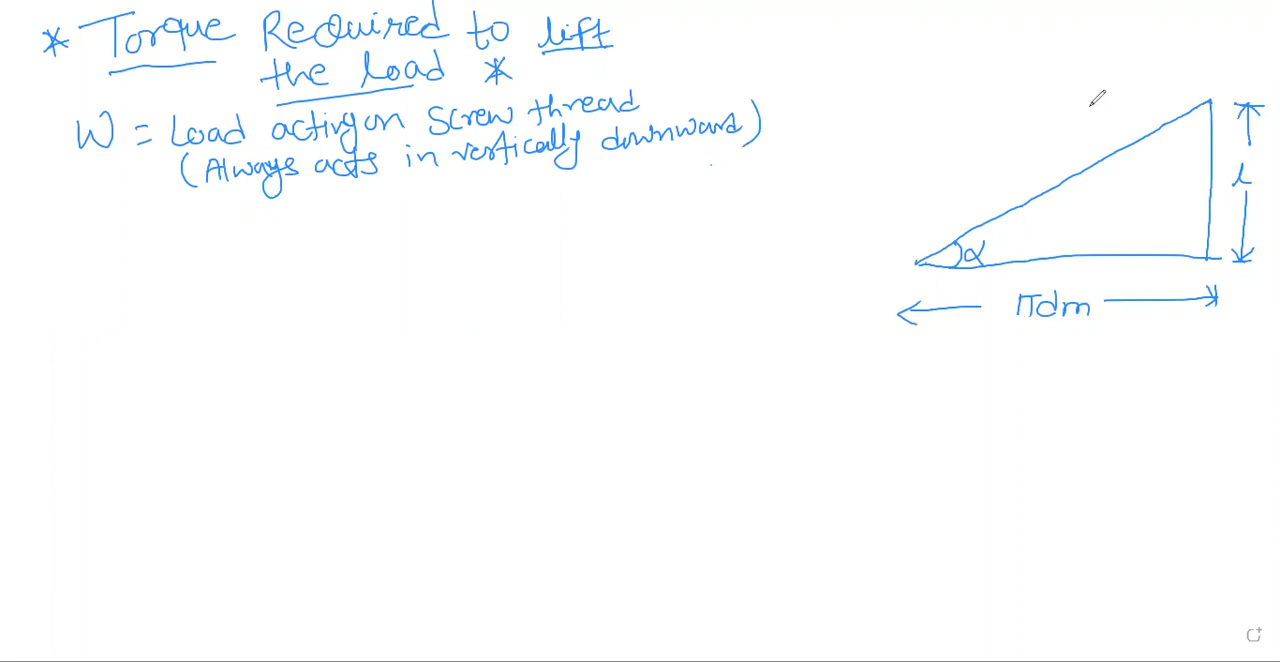 * Torque Required to lift
the load *
W = Load acting on screw thread
(Always acts in vertically downward)
l
α
πdm